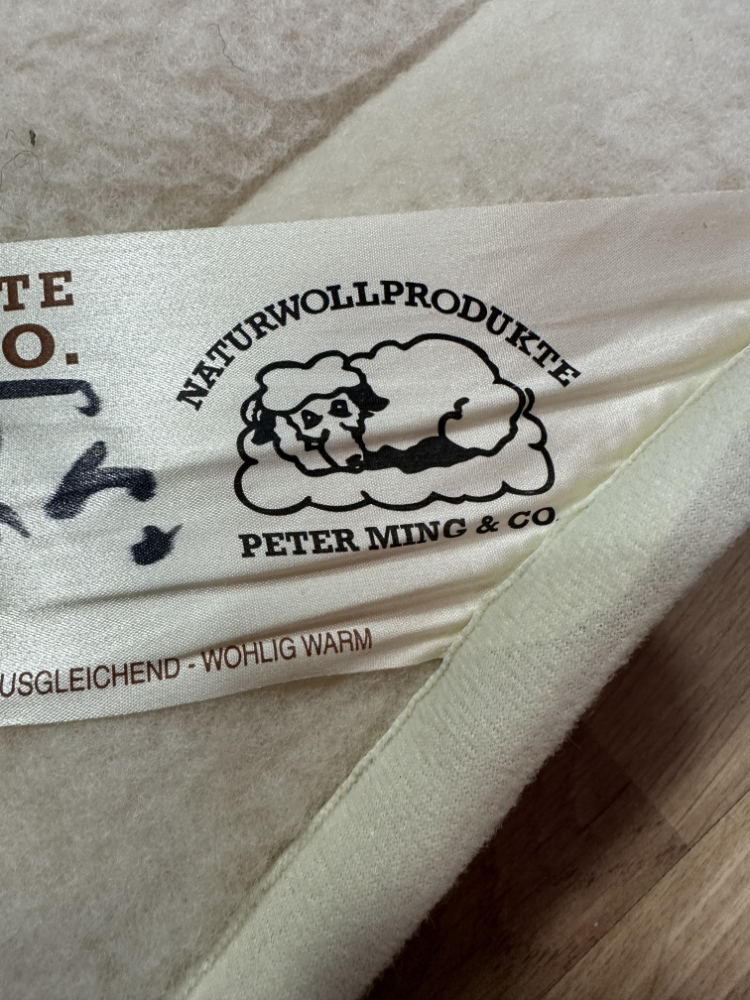 TE
O.
NATURWOLLPRODUKTE
PETER MING & CO
USGLEICHEND - WOHLIG WARM